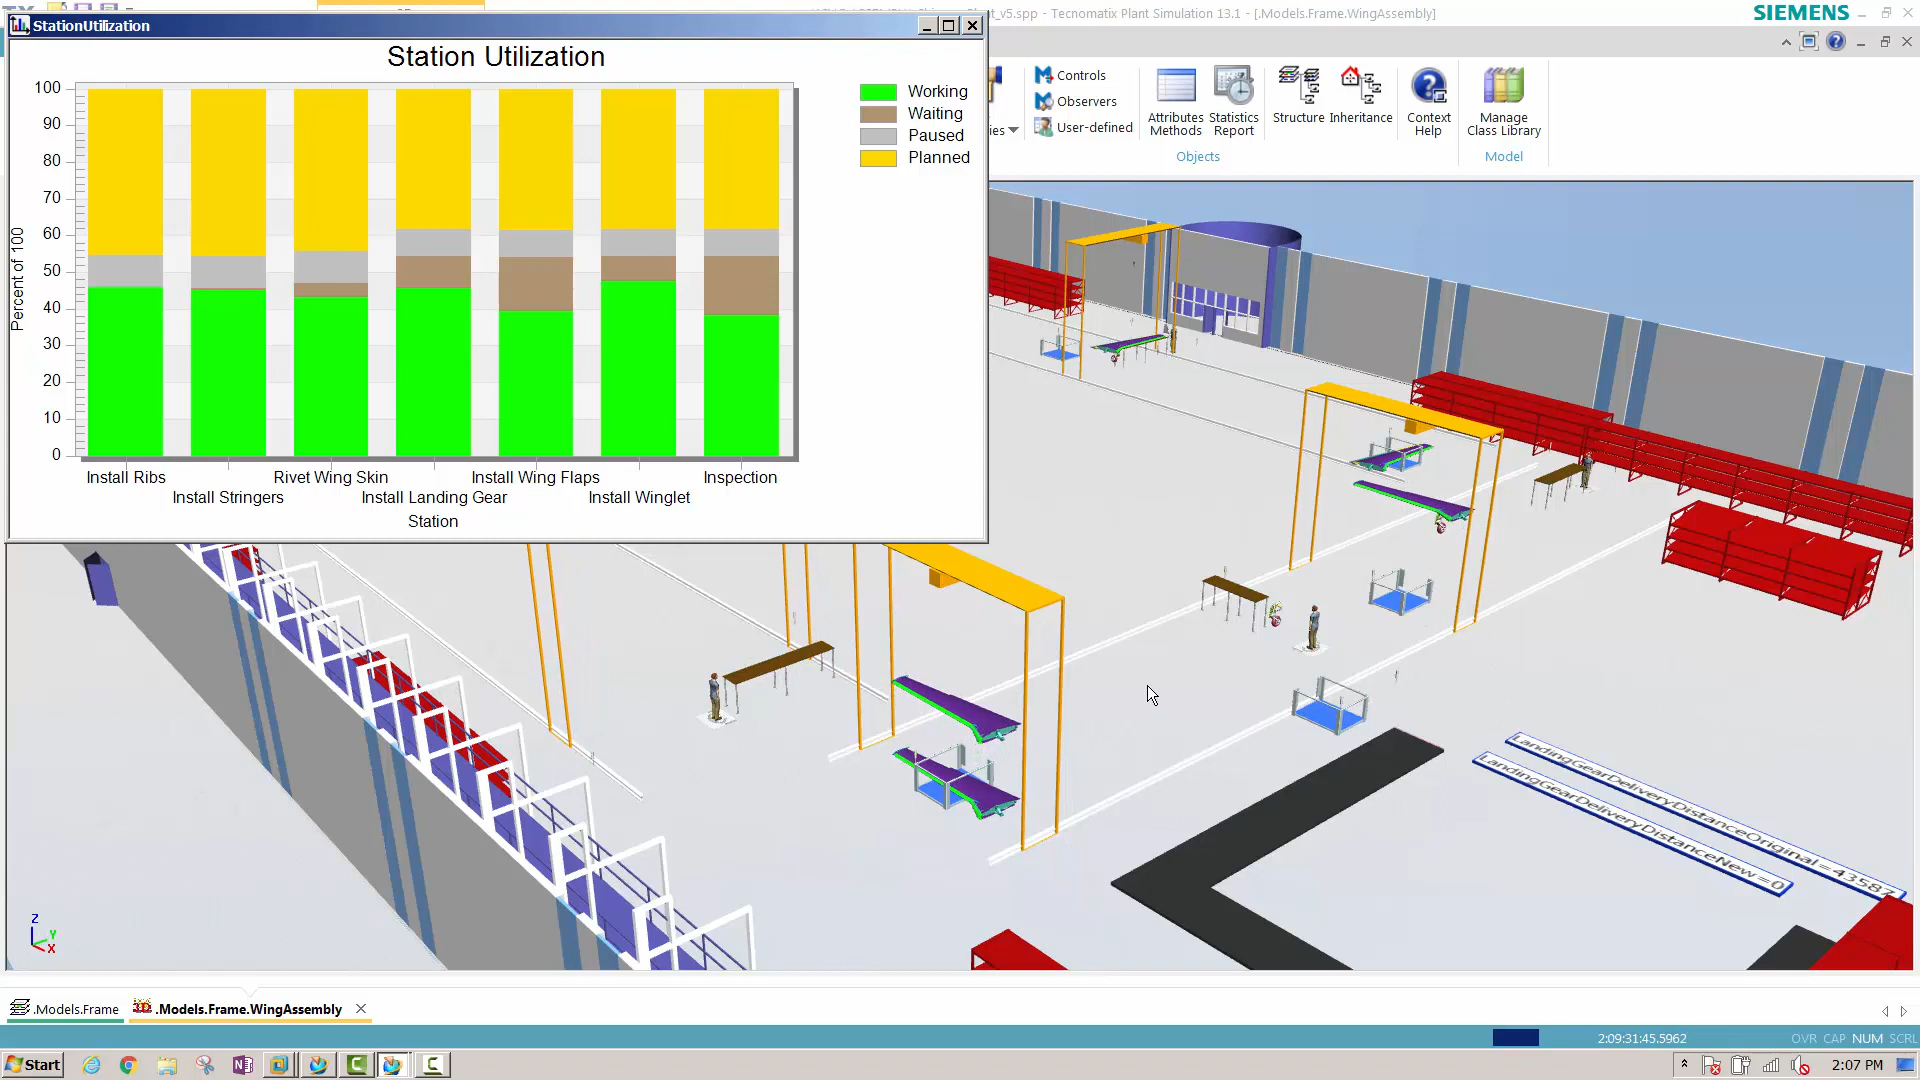 t_v5.spp - Tecnomatix Plant Simulation 13.1 - [.Models.Frame.WingAssembly]
SIEMENS
StationUtilization
Station Utilization
Percent of 100
100
90
80
70
60
50
40
30
20
10
0
Install Ribs
Install Stringers
Rivet Wing Skin
Install Landing Gear
Install Wing Flaps
Install Winglet
Inspection
Station
Working
Waiting
Paused
Planned
Controls
Observers
User-defined
Attributes
Methods
Statistics
Report
Structure
Inheritance
Objects
Context
Help
Manage
Class Library
Model
LandingGearDeliveryDistanceOriginal=43587
LandingGearDeliveryDistanceNew=0
Z
Y
X
.Models.Frame
.Models.Frame.WingAssembly
2:09:31:45.5962
OVR CAP NUM SCRL
Start
2:07 PM